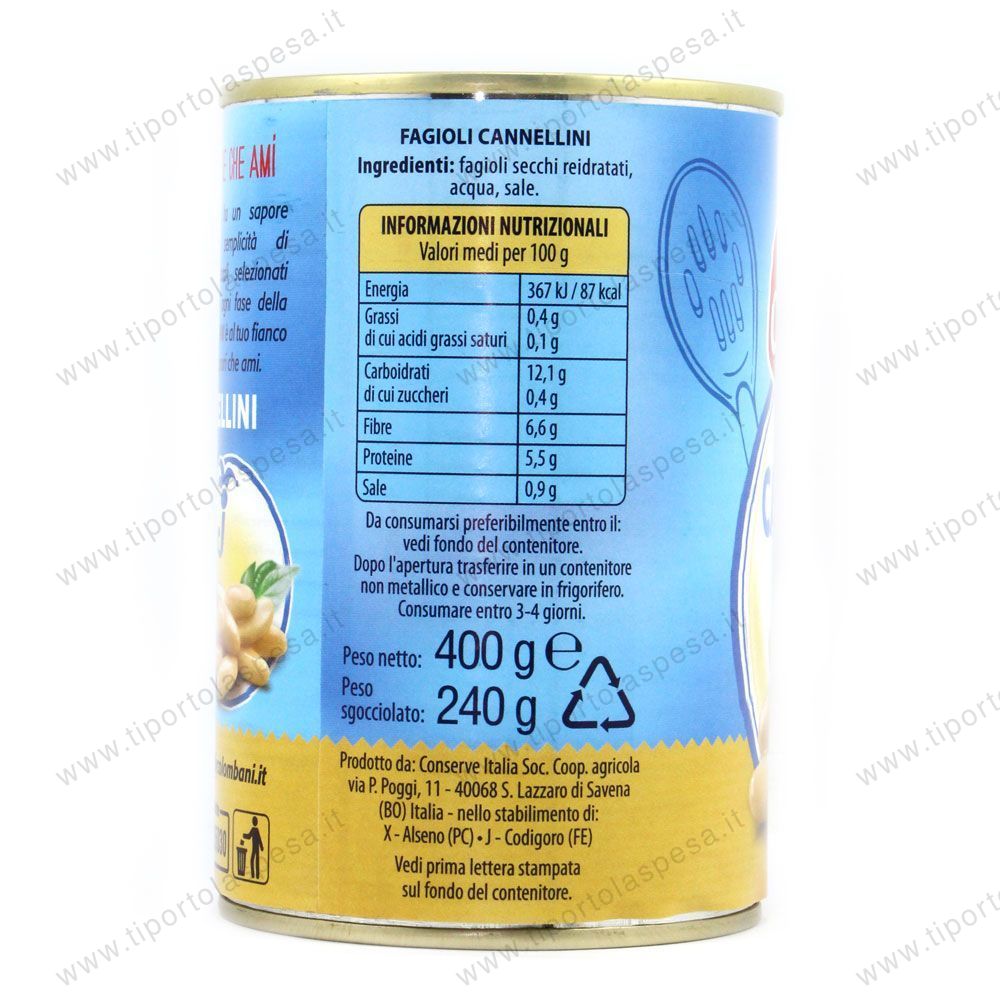 E CHE AMI
un sapore
semplicità di
selezionati
ogni fase della
è al tuo fianco
che ami.
ELLINI
olombani.it
FAGIOLI CANNELLINI
Ingredienti: fagioli secchi reidratati,
acqua, sale.
INFORMAZIONI NUTRIZIONALI
Valori medi per 100 g
Energia 367 kJ / 87 kcal
Grassi 0,4 g
di cui acidi grassi saturi 0,1 g
Carboidrati 12,1 g
di cui zuccheri 0,4 g
Fibre 6,6 g
Proteine 5,5 g
Sale 0,9 g
Da consumarsi preferibilmente entro il:
vedi fondo del contenitore.
Dopo l'apertura trasferire in un contenitore
non metallico e conservare in frigorifero.
Consumare entro 3-4 giorni.
Peso netto: 400 g e
Peso
sgocciolato: 240 g
Prodotto da: Conserve Italia Soc. Coop. agricola
via P. Poggi, 11 - 40068 S. Lazzaro di Savena
(BO) Italia - nello stabilimento di:
X - Alseno (PC) • J - Codigoro (FE)
Vedi prima lettera stampata
sul fondo del contenitore.
www.tiportolaspesa.it